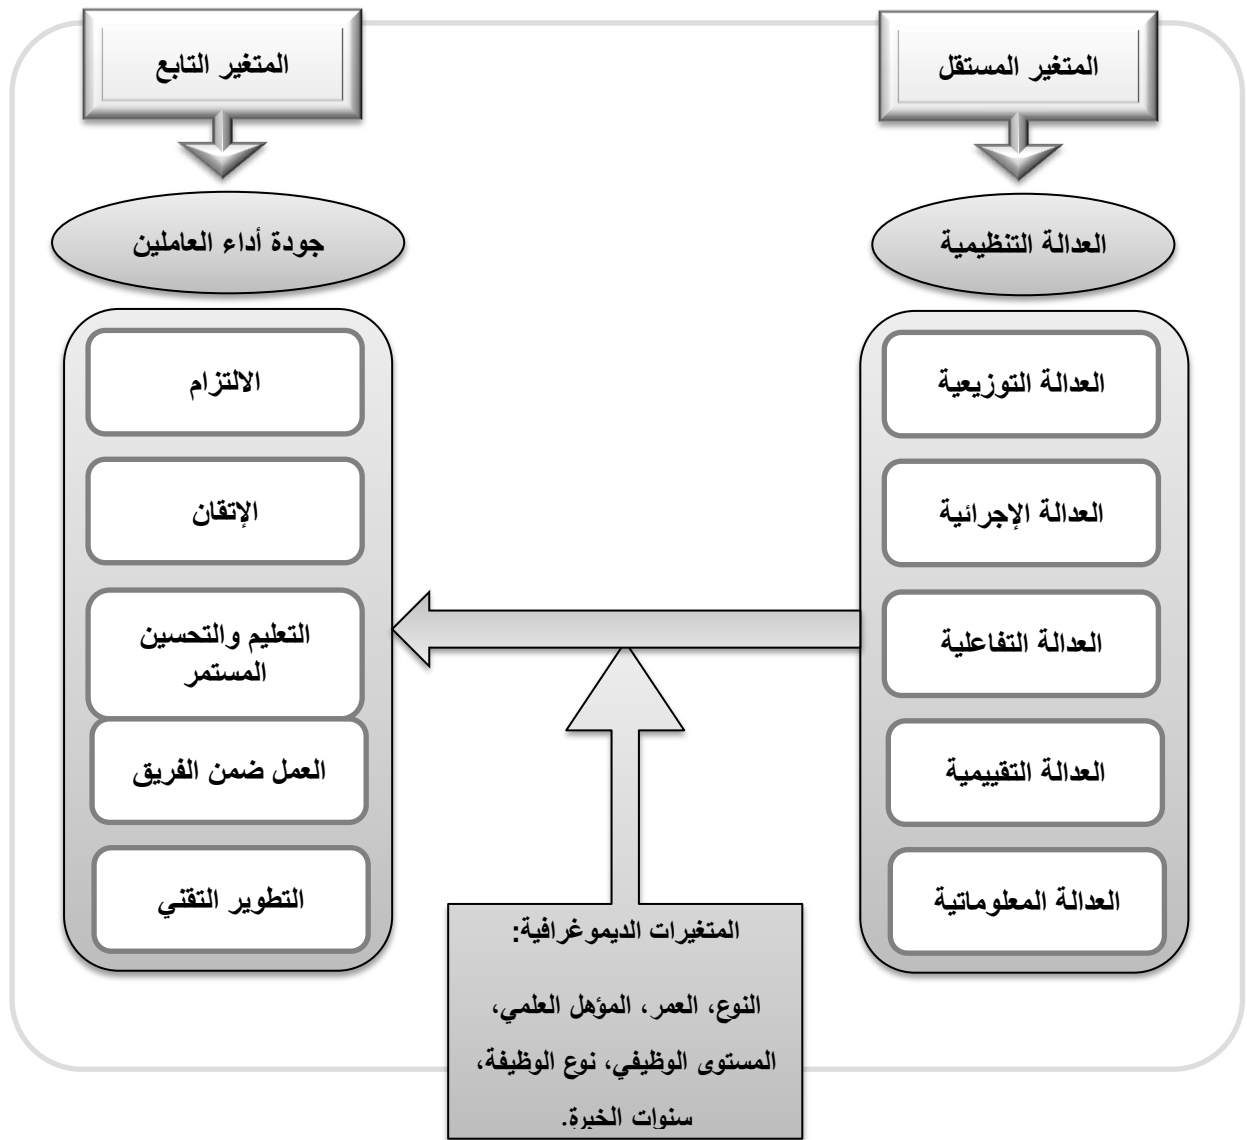 المتغير المستقل
العدالة التنظيمية
العدالة التوزيعية
العدالة الإجرائية
العدالة التفاعلية
العدالة التقييمية
العدالة المعلوماتية
المتغير التابع
جودة أداء العاملين
الالتزام
الإتقان
التعليم والتحسين
المستمر
العمل ضمن الفريق
التطوير التقني
المتغيرات الديموغرافية:
النوع، العمر، المؤهل العلمي،
المستوى الوظيفي، نوع الوظيفة،
سنوات الخبرة.